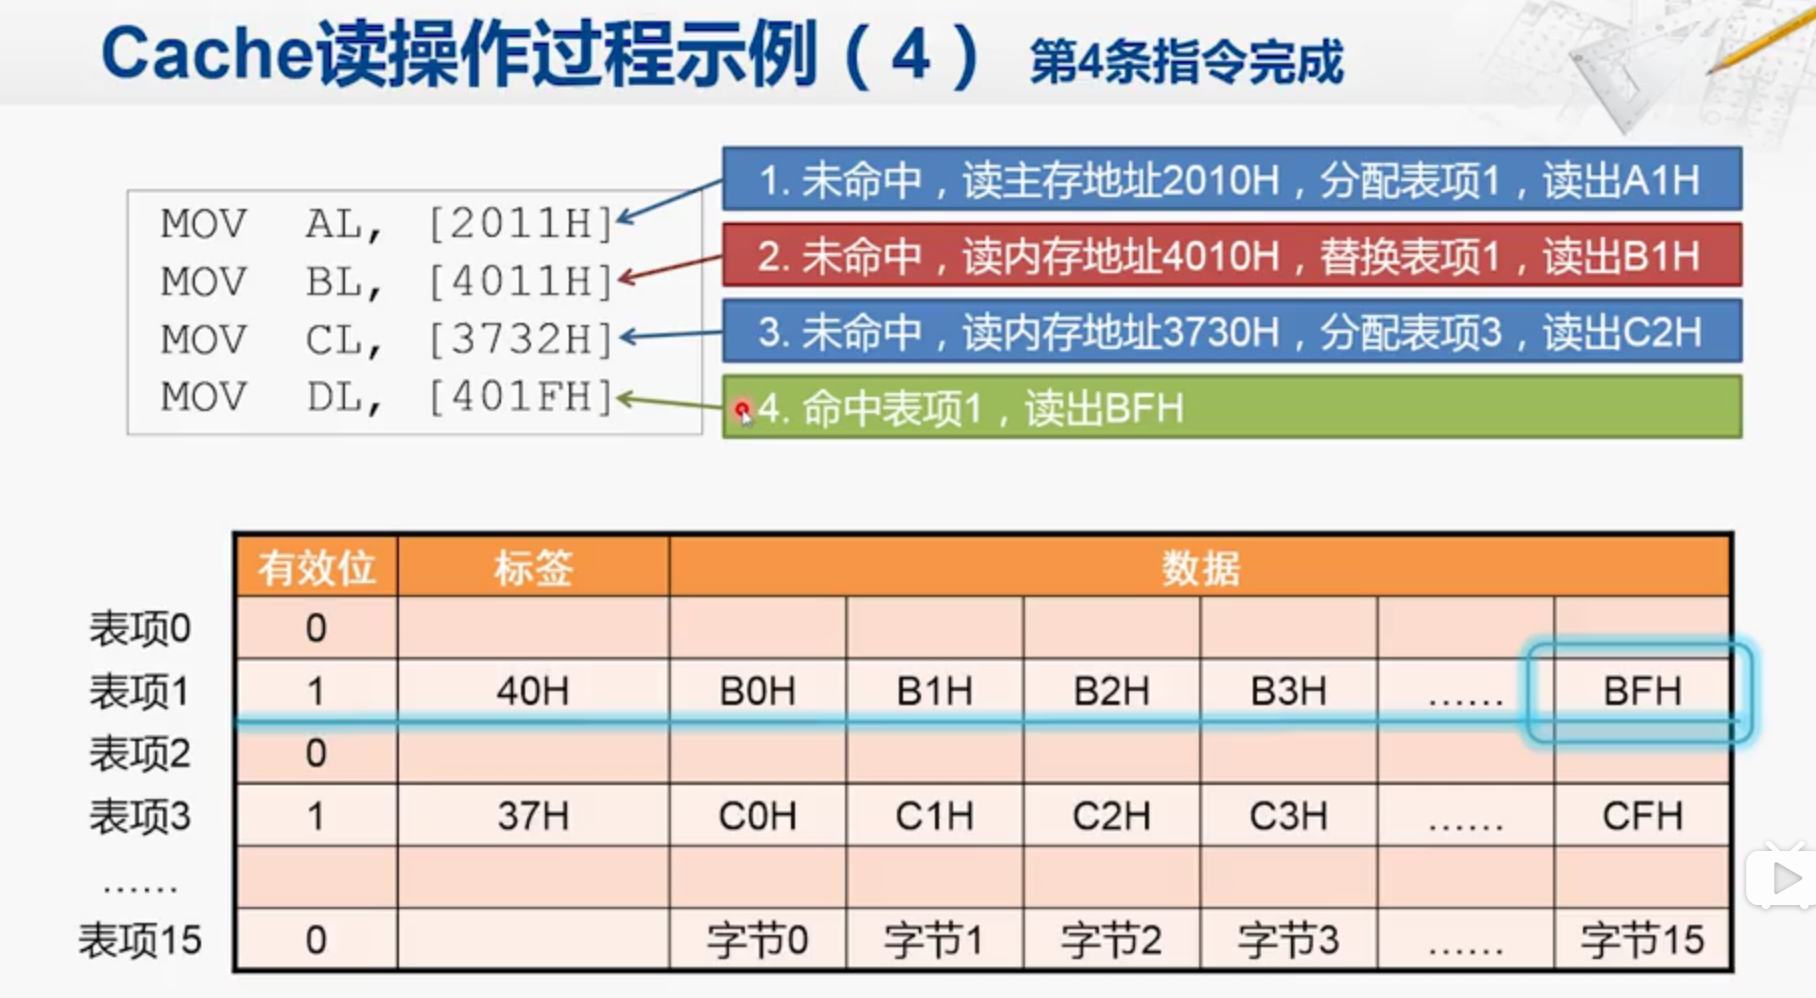 Cache读操作过程示例（4） 第4条指令完成
MOV AL, [2011H]
MOV BL, [4011H]
MOV CL, [3732H]
MOV DL, [401FH]
1. 未命中，读主存地址2010H，分配表项1，读出A1H
2. 未命中，读内存地址4010H，替换表项1，读出B1H
3. 未命中，读内存地址3730H，分配表项3，读出C2H
4. 命中表项1，读出BFH
有效位 标签 数据
表项0 0
表项1 1 40H B0H B1H B2H B3H …… BFH
表项2 0
表项3 1 37H C0H C1H C2H C3H …… CFH
……
表项15 0 字节0 字节1 字节2 字节3 …… 字节15